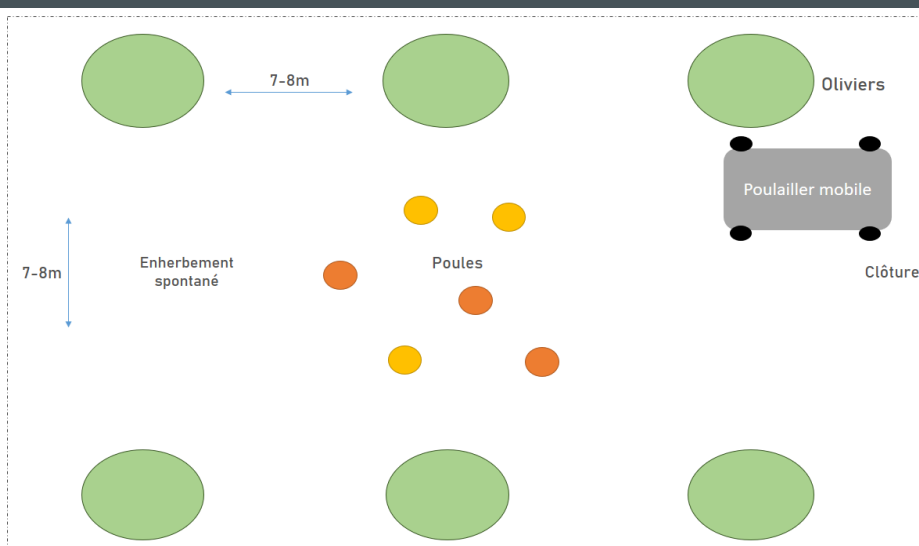 7-8m
Oliviers
Poulailler mobile
7-8m
Enherbement
spontané
Poules
Clôture